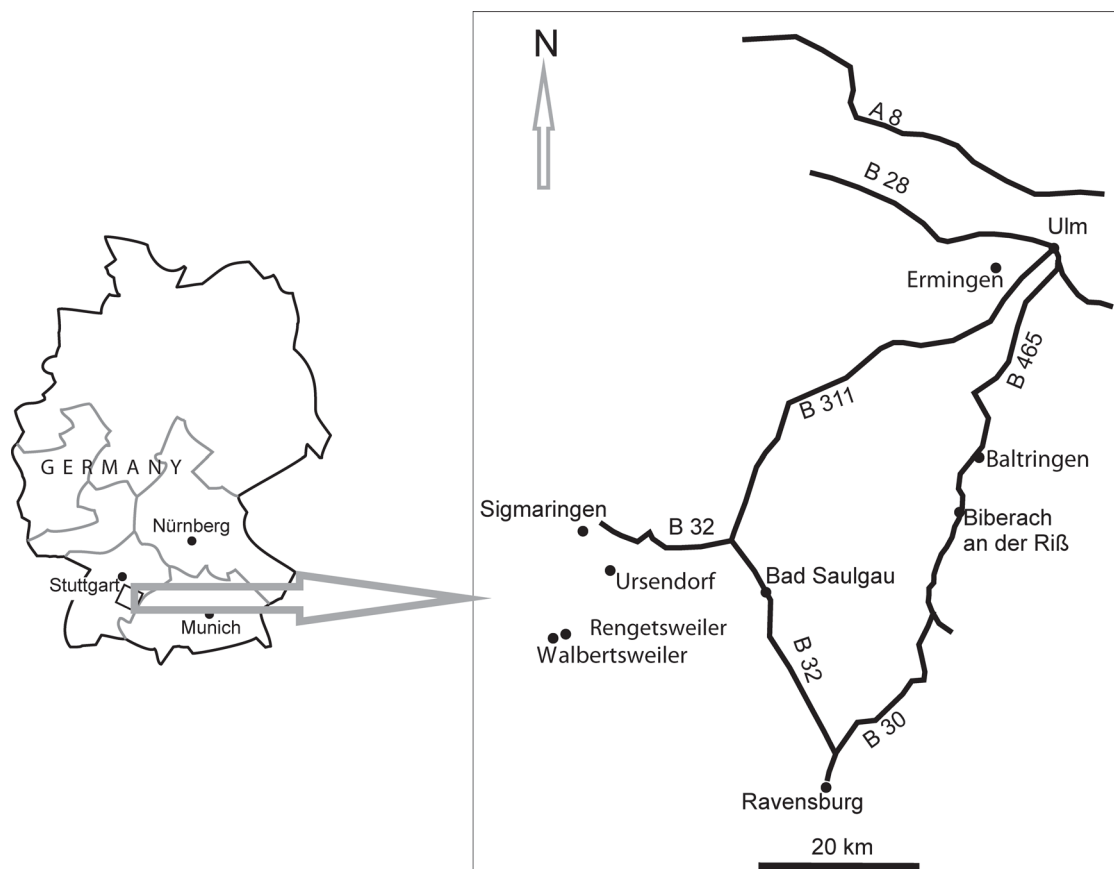 N
A 8
B 28
Ulm
Ermingen
B 465
B 311
Baltringen
GERMANY
Sigmaringen
B 32
Biberach
an der Riß
Nürnberg
Ursendorf
Bad Saulgau
Stuttgart
Rengetsweiler
Munich
Walbertsweiler
B 32
B 30
Ravensburg
20 km